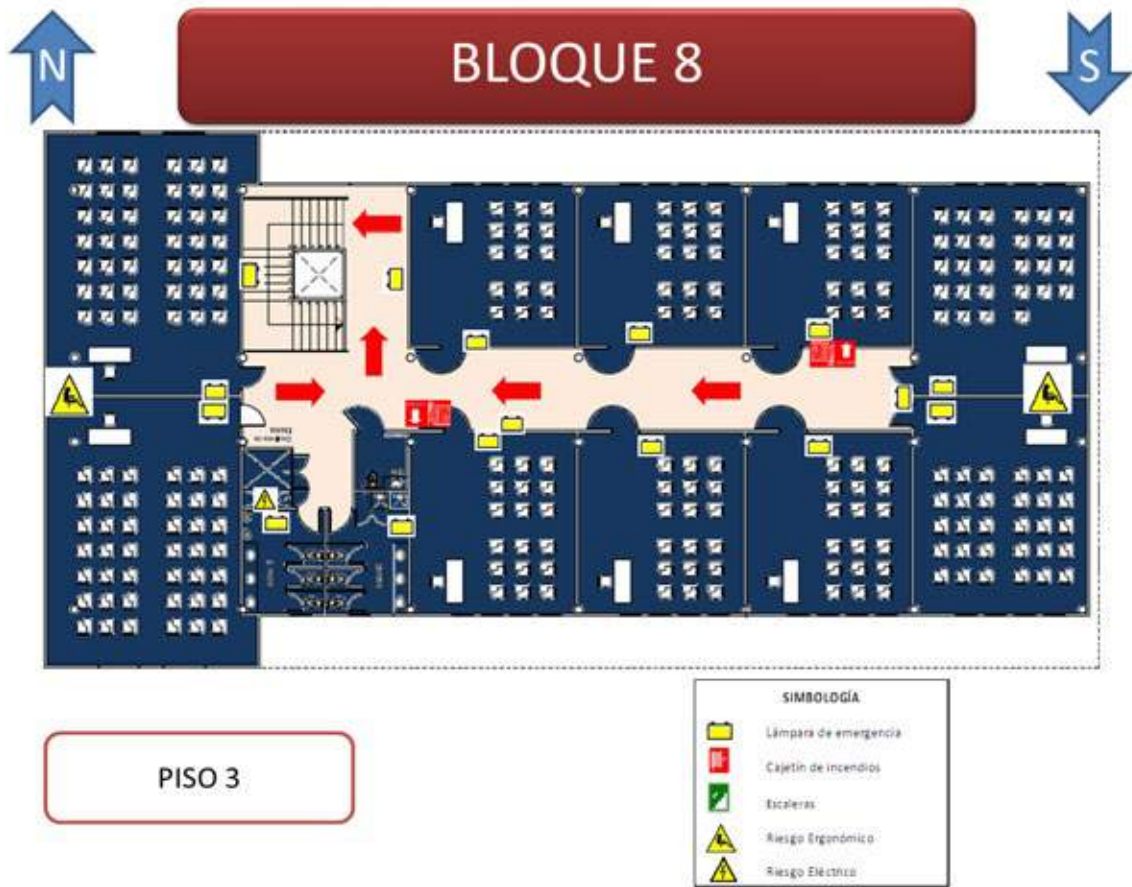 N
BLOQUE 8
S
PISO 3
SIMBOLOGÍA
Lámpara de emergencia
Cajetín de incendios
Escaleras
Riesgo Ergonómico
Riesgo Eléctrico